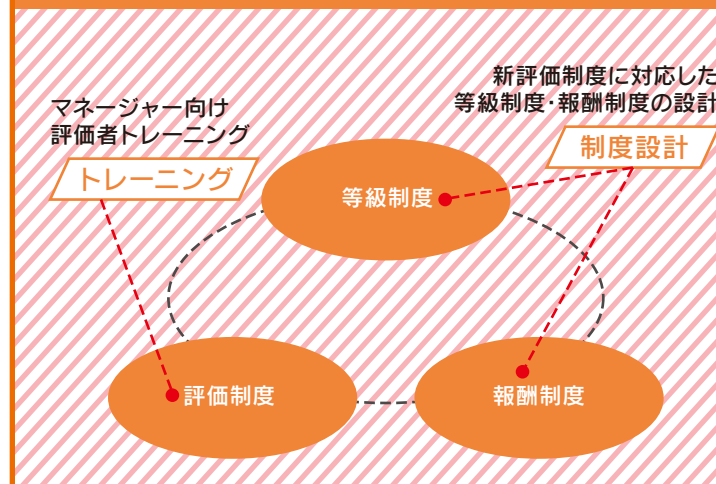 マネージャー向け
評価者トレーニング
トレーニング
新評価制度に対応した
等級制度・報酬制度の設計
制度設計
等級制度
評価制度
報酬制度